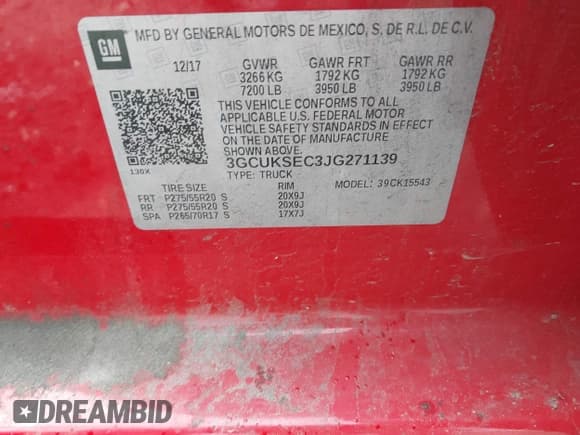 GM
MFD BY GENERAL MOTORS DE MEXICO, S. DE R.L. DE C.V.
12/17 GVWR GAWR FRT GAWR RR
3266 KG 1792 KG 1792 KG
7200 LB 3950 LB 3950 LB
THIS VEHICLE CONFORMS TO ALL
APPLICABLE U.S. FEDERAL MOTOR
VEHICLE SAFETY STANDARDS IN EFFECT
ON THE DATE OF MANUFACTURE
SHOWN ABOVE.
130X 3GCUKSEC3JG271139
TYPE: TRUCK MODEL: 39CK15543
TIRE SIZE RIM
FRT P275/55R20 S 20X9J
RR P275/55R20 S 20X9J
SPA P265/70R17 S 17X7J
DREAMBID